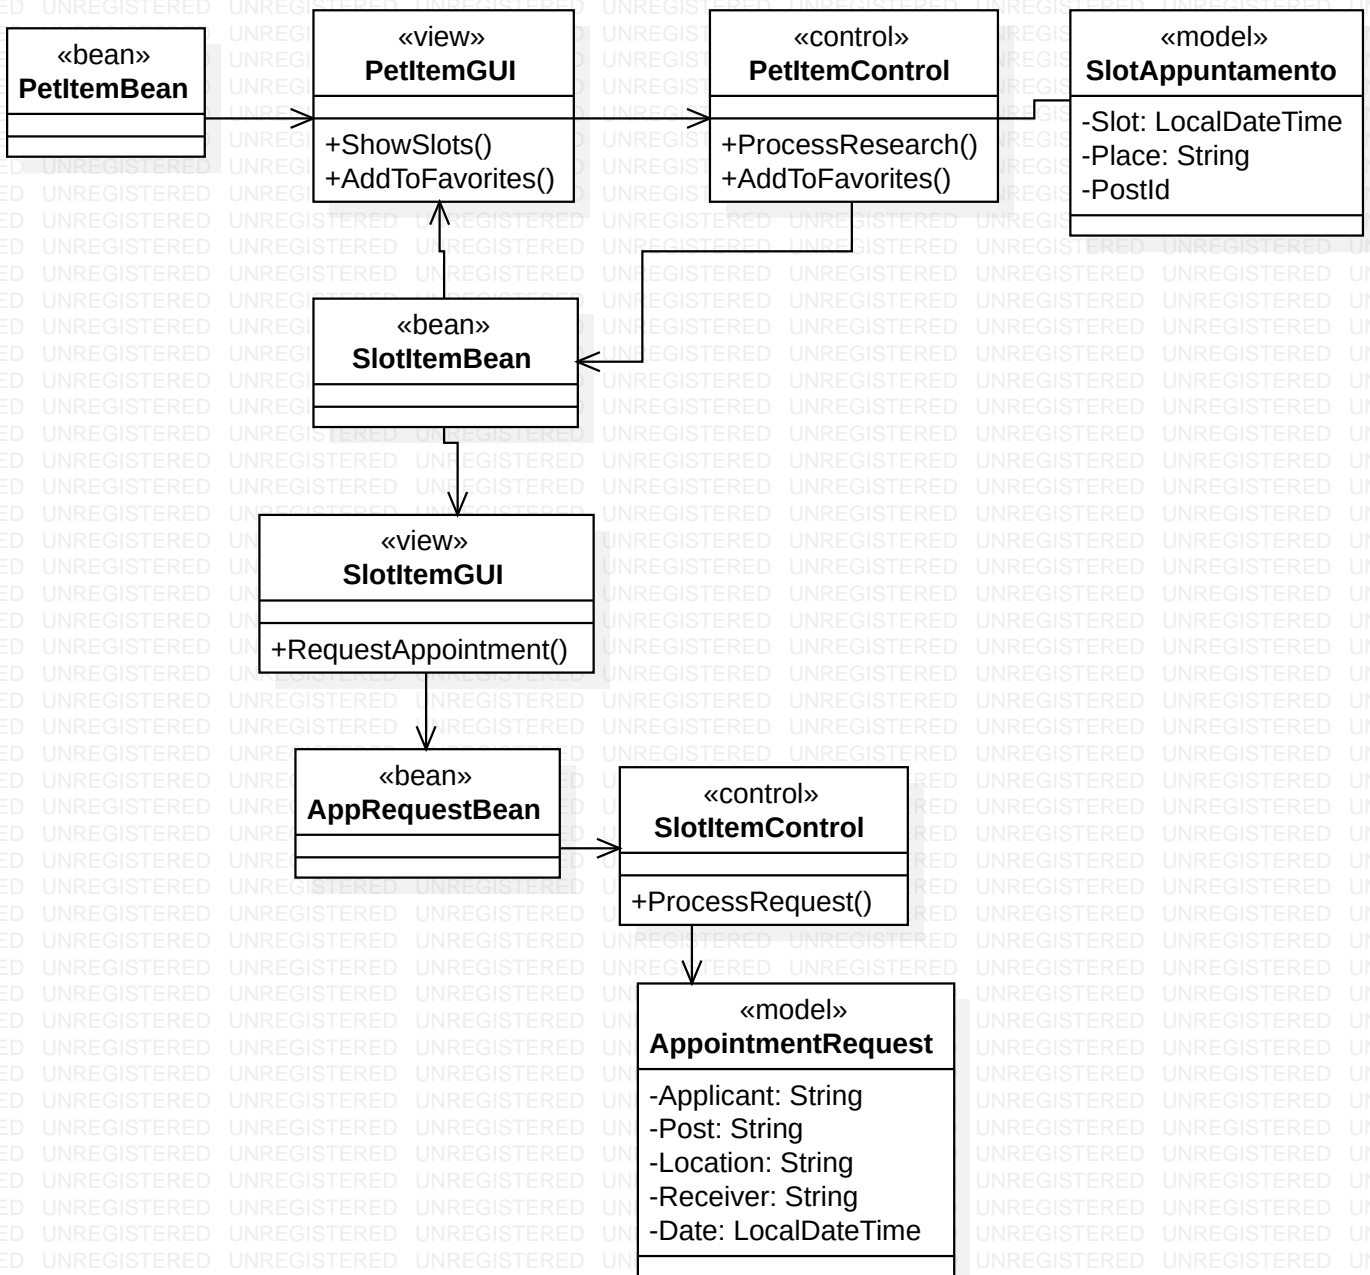 «bean»
PetItemBean
«view»
PetItemGUI
+ShowSlots()
+AddToFavorites()
«control»
PetItemControl
+ProcessResearch()
+AddToFavorites()
«model»
SlotAppuntamento
-Slot: LocalDateTime
-Place: String
-PostId
«bean»
SlotItemBean
«view»
SlotItemGUI
+RequestAppointment()
«bean»
AppRequestBean
«control»
SlotItemControl
+ProcessRequest()
«model»
AppointmentRequest
-Applicant: String
-Post: String
-Location: String
-Receiver: String
-Date: LocalDateTime
UNREGISTERED